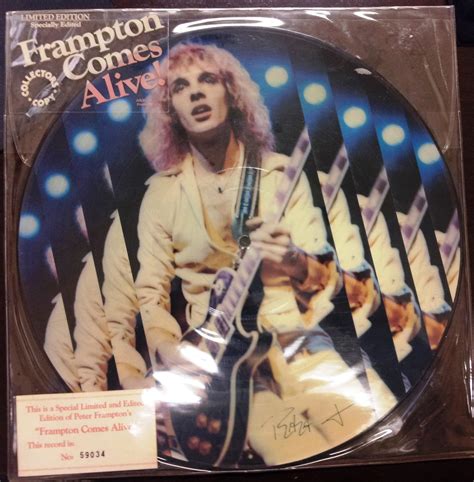 LIMITED EDITION
Specially Edited
Frampton
Comes
Alive!
COLLECTORS
COPY
This is a Special Limited and Edited
Edition of Peter Frampton's
"Frampton Comes Alive"
This record is:
No: 59034